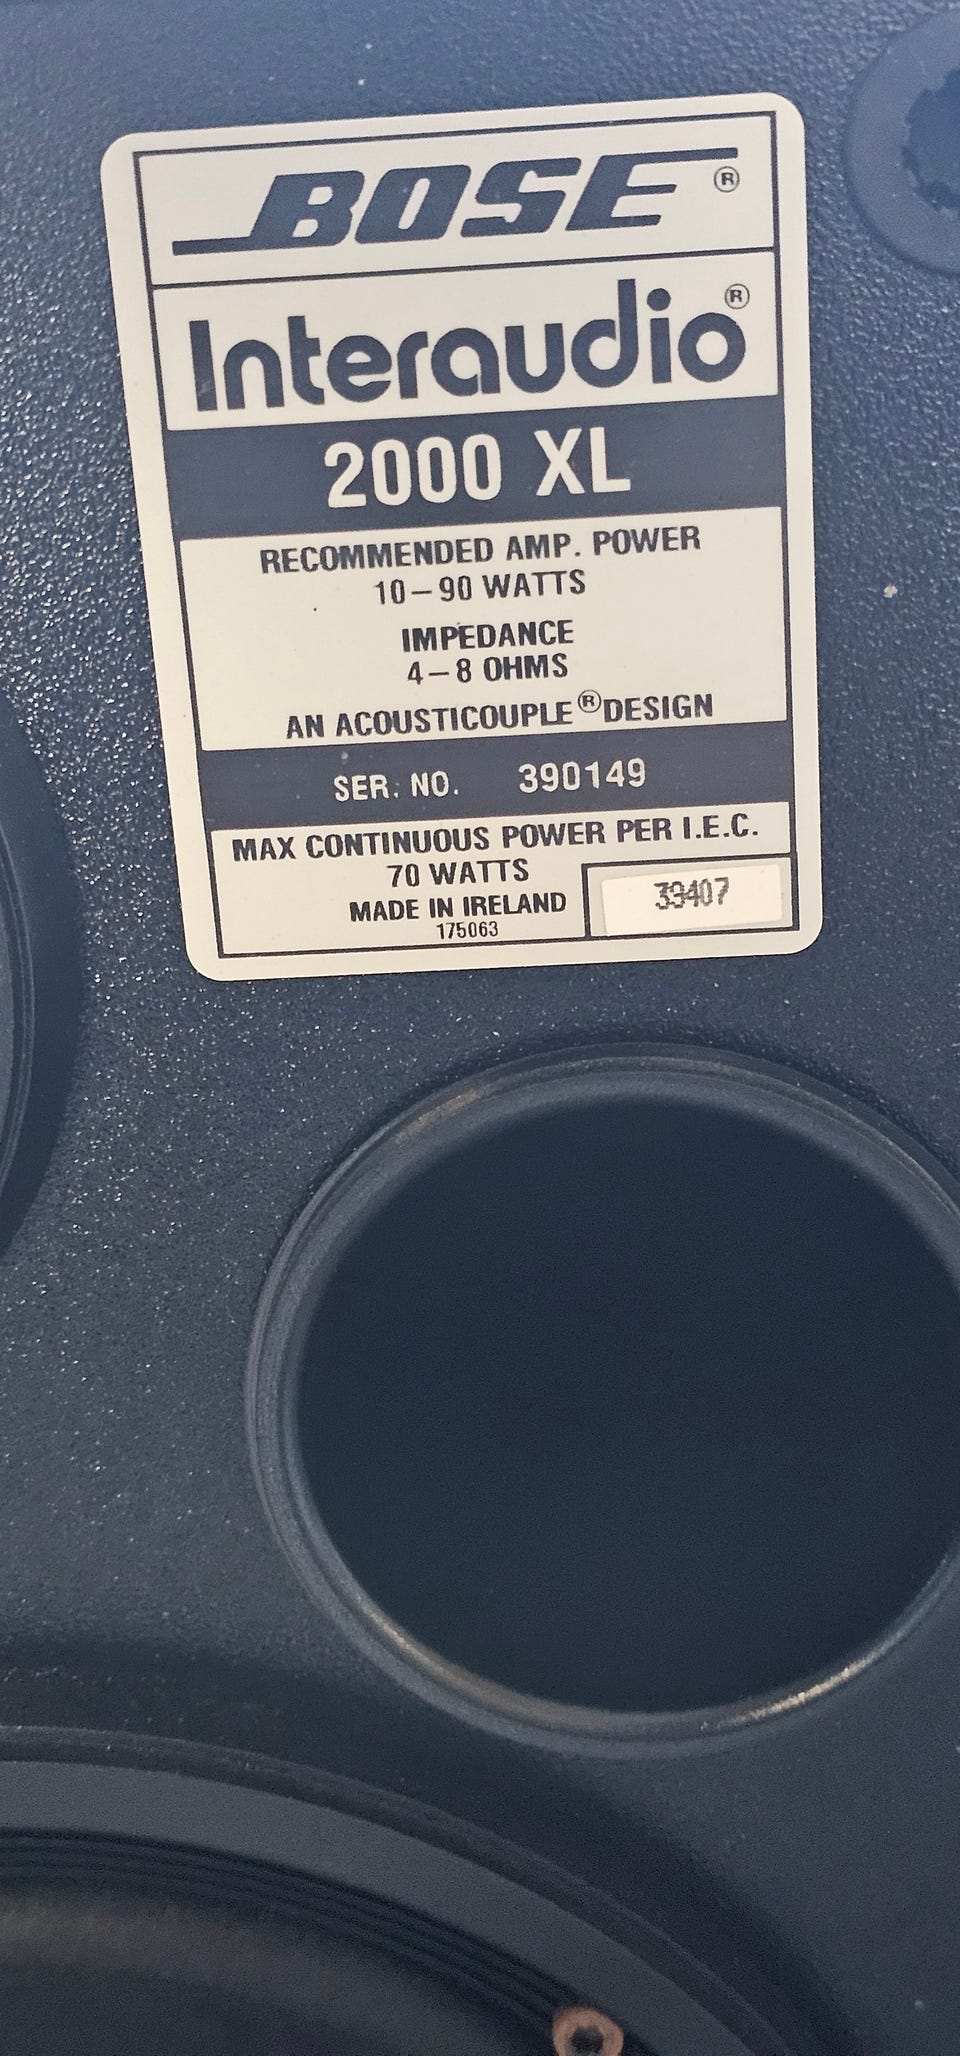 BOSE®
Interaudio®
2000 XL
RECOMMENDED AMP. POWER
10–90 WATTS
IMPEDANCE
4–8 OHMS
AN ACOUSTICOUPLE® DESIGN
SER. NO. 390149
MAX CONTINUOUS POWER PER I.E.C.
70 WATTS
MADE IN IRELAND
175063
39407